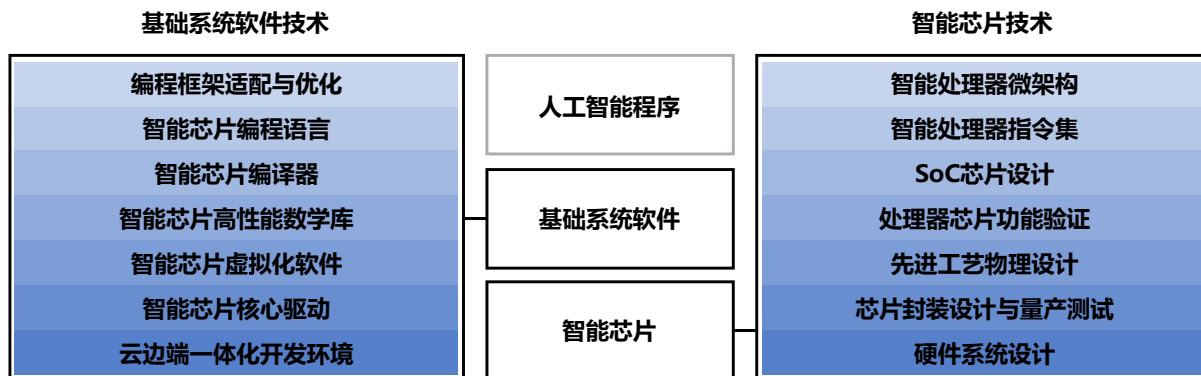 基础系统软件技术
编程框架适配与优化
智能芯片编程语言
智能芯片编译器
智能芯片高性能数学库
智能芯片虚拟化软件
智能芯片核心驱动
云边端一体化开发环境
人工智能程序
基础系统软件
智能芯片
智能芯片技术
智能处理器微架构
智能处理器指令集
SoC芯片设计
处理器芯片功能验证
先进工艺物理设计
芯片封装设计与量产测试
硬件系统设计